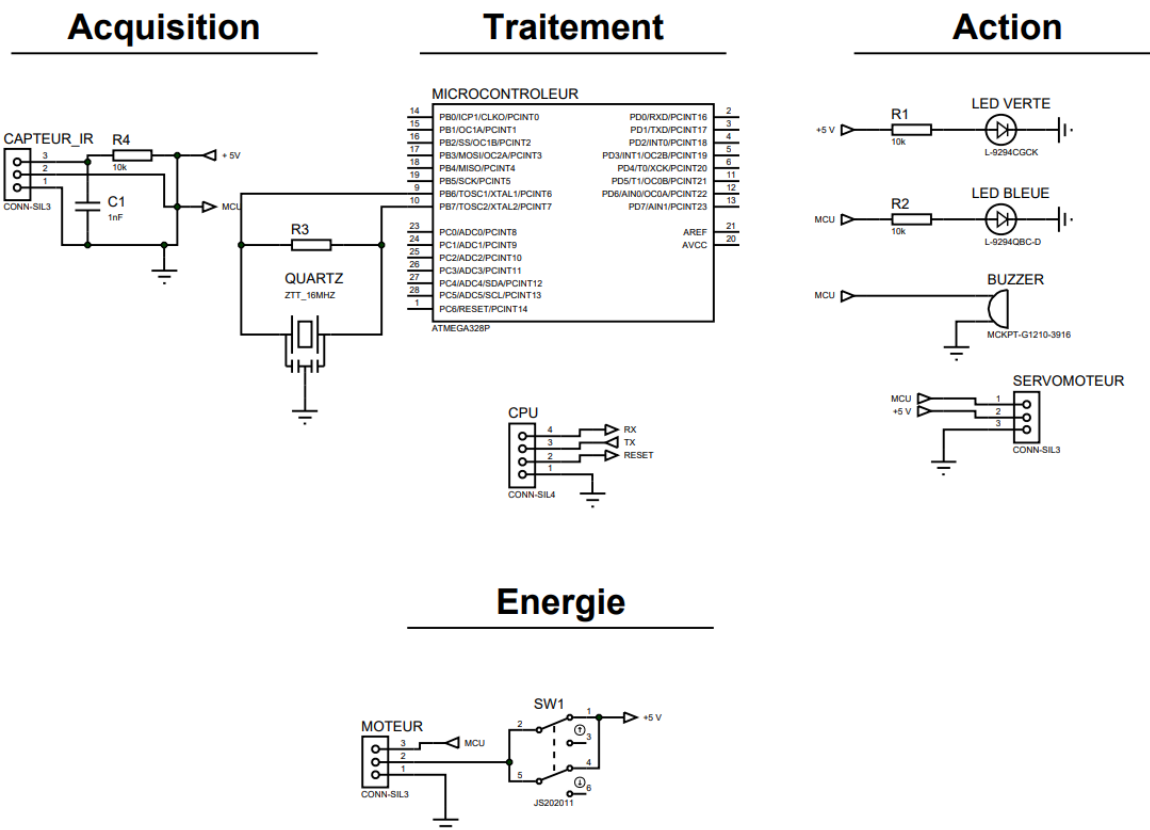 Acquisition
Traitement
Action
CAPTEUR_IR
3
2
1
CONN-SIL3
R4
10k
C1
1nF
+ 5V
MCU
R3
QUARTZ
ZTT_16MHZ
MICROCONTROLEUR
14 PB0/ICP1/CLKO/PCINT0
15 PB1/OC1A/PCINT1
16 PB2/SS/OC1B/PCINT2
17 PB3/MOSI/OC2A/PCINT3
18 PB4/MISO/PCINT4
19 PB5/SCK/PCINT5
9 PB6/TOSC1/XTAL1/PCINT6
10 PB7/TOSC2/XTAL2/PCINT7
23 PC0/ADC0/PCINT8
24 PC1/ADC1/PCINT9
25 PC2/ADC2/PCINT10
26 PC3/ADC3/PCINT11
27 PC4/ADC4/SDA/PCINT12
28 PC5/ADC5/SCL/PCINT13
1 PC6/RESET/PCINT14
PD0/RXD/PCINT16 2
PD1/TXD/PCINT17 3
PD2/INT0/PCINT18 4
PD3/INT1/OC2B/PCINT19 5
PD4/T0/XCK/PCINT20 6
PD5/T1/OC0B/PCINT21 11
PD6/AIN0/OC0A/PCINT22 12
PD7/AIN1/PCINT23 13
AREF 21
AVCC 20
ATMEGA328P
CPU
4 RX
3 TX
2 RESET
1
CONN-SIL4
LED VERTE
R1
+5 V
10k
L-9294CGCK
LED BLEUE
R2
MCU
10k
L-9294QBC-D
BUZZER
MCU
MCKPT-G1210-3916
SERVOMOTEUR
MCU 1
+5 V 2
3
CONN-SIL3
Energie
MOTEUR
3 MCU
2
1
CONN-SIL3
SW1
1
2
3
4
5
6
+5 V
JS202011